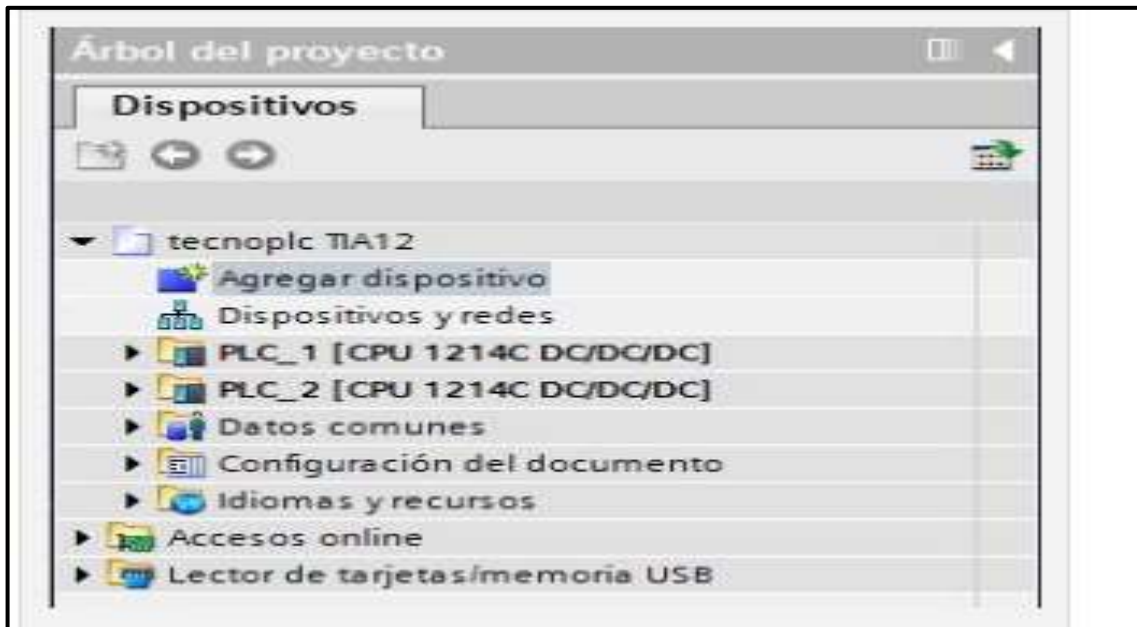 Árbol del proyecto
Dispositivos
tecnoplc TIA12
Agregar dispositivo
Dispositivos y redes
PLC_1 [CPU 1214C DC/DC/DC]
PLC_2 [CPU 1214C DC/DC/DC]
Datos comunes
Configuración del documento
Idiomas y recursos
Accesos online
Lector de tarjetas/memoria USB